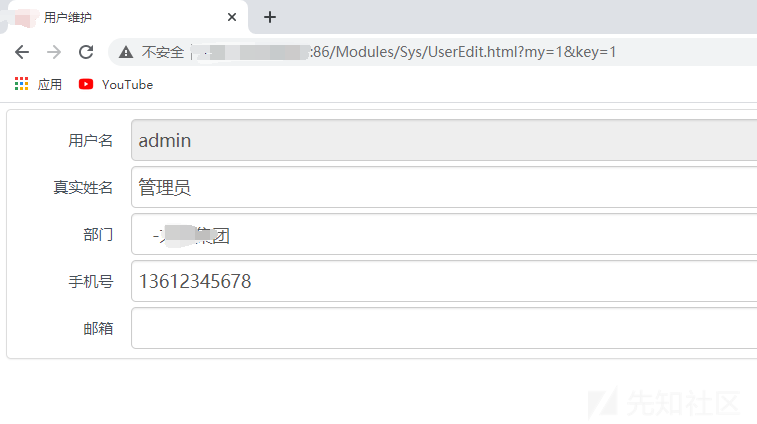 用户维护
不安全 :86/Modules/Sys/UserEdit.html?my=1&key=1
应用 YouTube
用户名 admin
真实姓名 管理员
部门 集团
手机号 13612345678
邮箱
先知社区